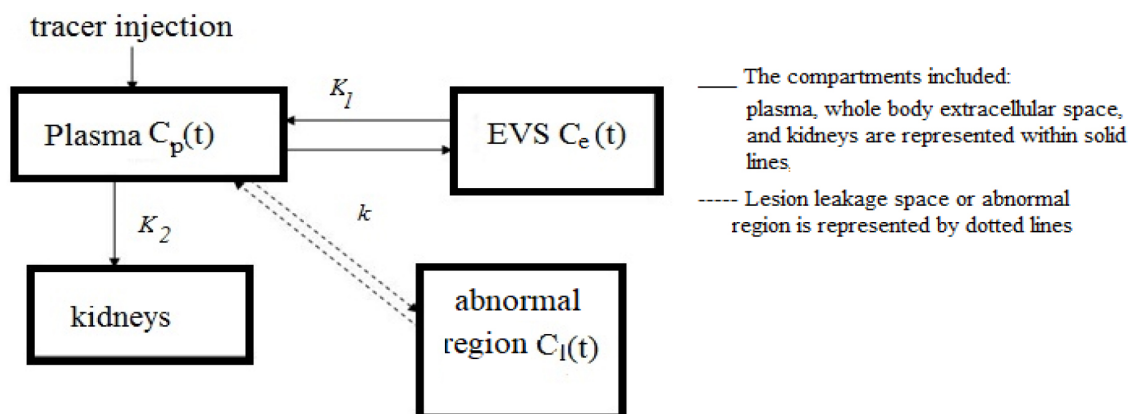 tracer injection
Plasma C_p(t)
K_1
EVS C_e(t)
K_2
k
kidneys
abnormal
region C_l(t)
The compartments included:
plasma, whole body extracellular space,
and kidneys are represented within solid
lines,
----- Lesion leakage space or abnormal
region is represented by dotted lines